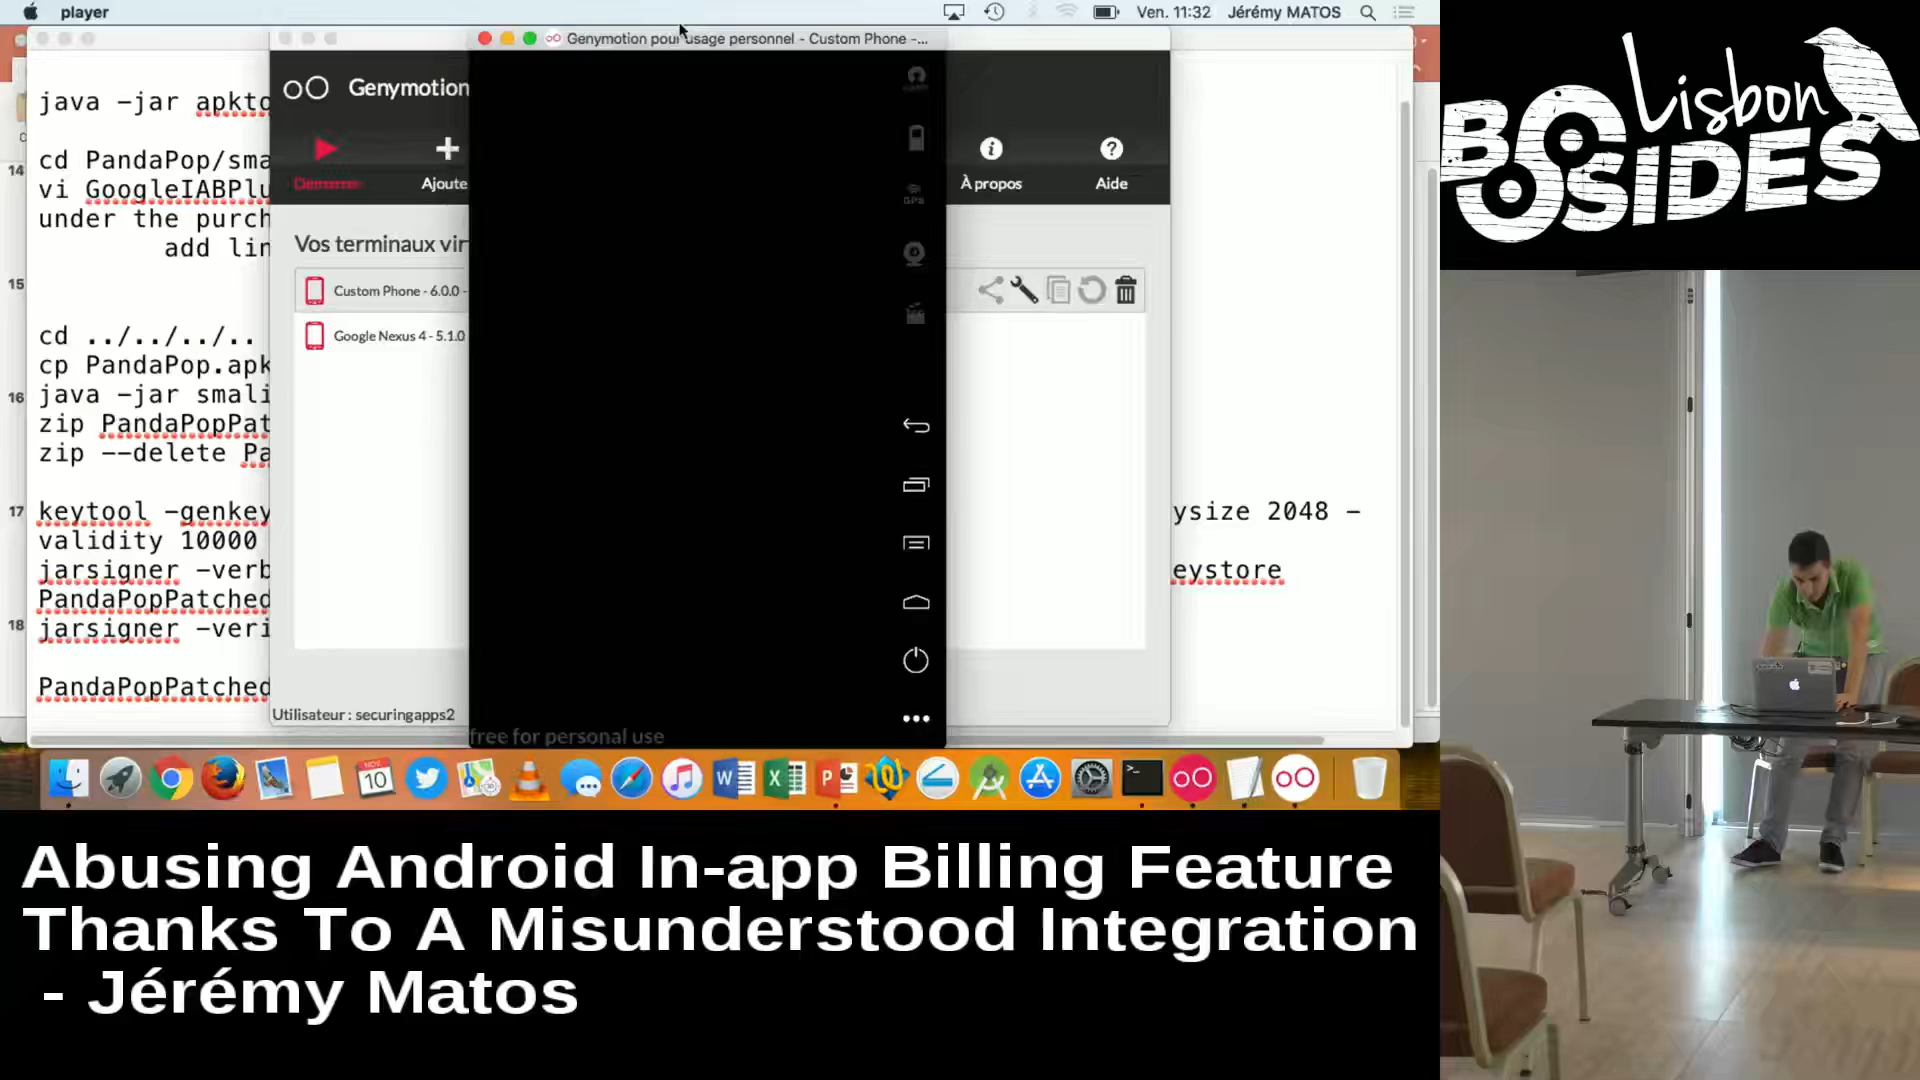 player
Ven. 11:32
Jérémy MATOS
Genymotion pour usage personnel - Custom Phone -...
java -jar apkto
Genymotion
cd PandaPop/sma
14
vi GoogleIABPlu
under the purch
add lin
Démarrer
Ajoute
À propos
Aide
GPS
Vos terminaux vir
15
Custom Phone - 6.0.0 -
Google Nexus 4 - 5.1.0
cd ../../../..
cp PandaPop.apk
16
java -jar smali
zip PandaPopPat
zip --delete Pa
17
keytool -genkey
ysize 2048 -
validity 10000
jarsigner -verb
eystore
PandaPopPatched
18
jarsigner -veri
PandaPopPatched
Utilisateur : securingapps2
free for personal use
NOV.
10
Abusing Android In-app Billing Feature
Thanks To A Misunderstood Integration
- Jérémy Matos
Lisbon
BSIDES